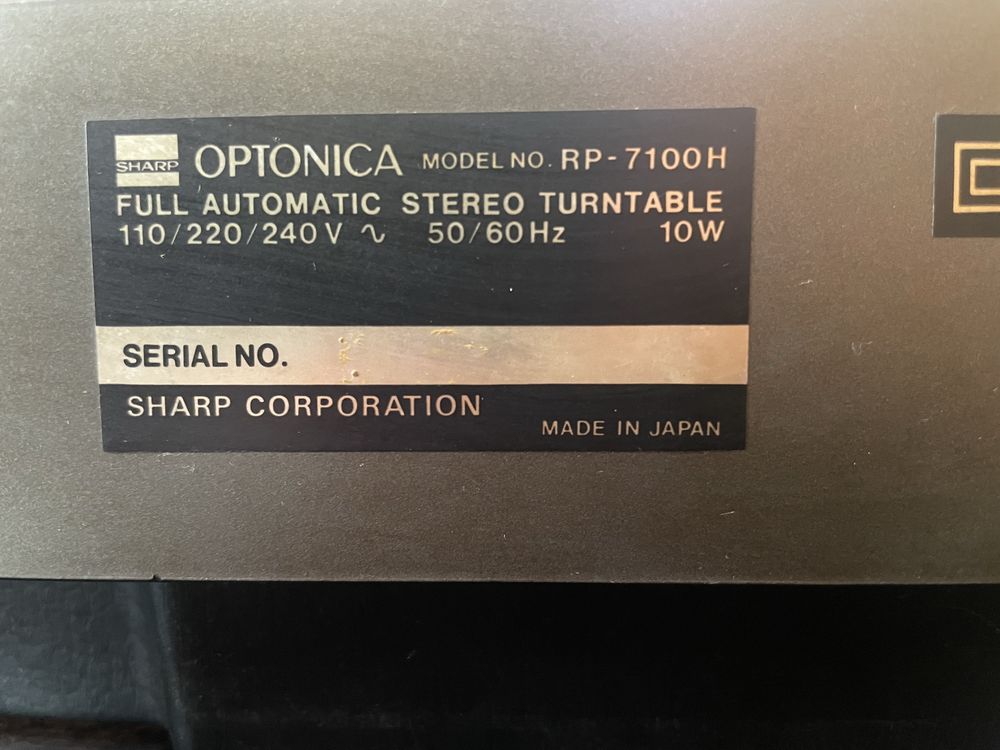 SHARP OPTONICA MODEL NO. RP-7100H
FULL AUTOMATIC STEREO TURNTABLE
110/220/240V ∿ 50/60Hz 10W
SERIAL NO.
SHARP CORPORATION
MADE IN JAPAN